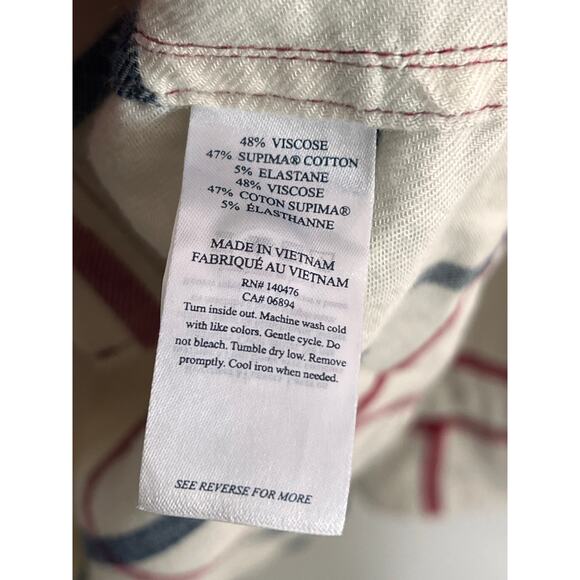 48% VISCOSE
47% SUPIMA® COTTON
5% ELASTANE
48% VISCOSE
47% COTON SUPIMA®
5% ÉLASTHANNE
MADE IN VIETNAM
FABRIQUÉ AU VIETNAM
RN# 140476
CA# 06894
Turn inside out. Machine wash cold
with like colors. Gentle cycle. Do
not bleach. Tumble dry low. Remove
promptly. Cool iron when needed.
SEE REVERSE FOR MORE